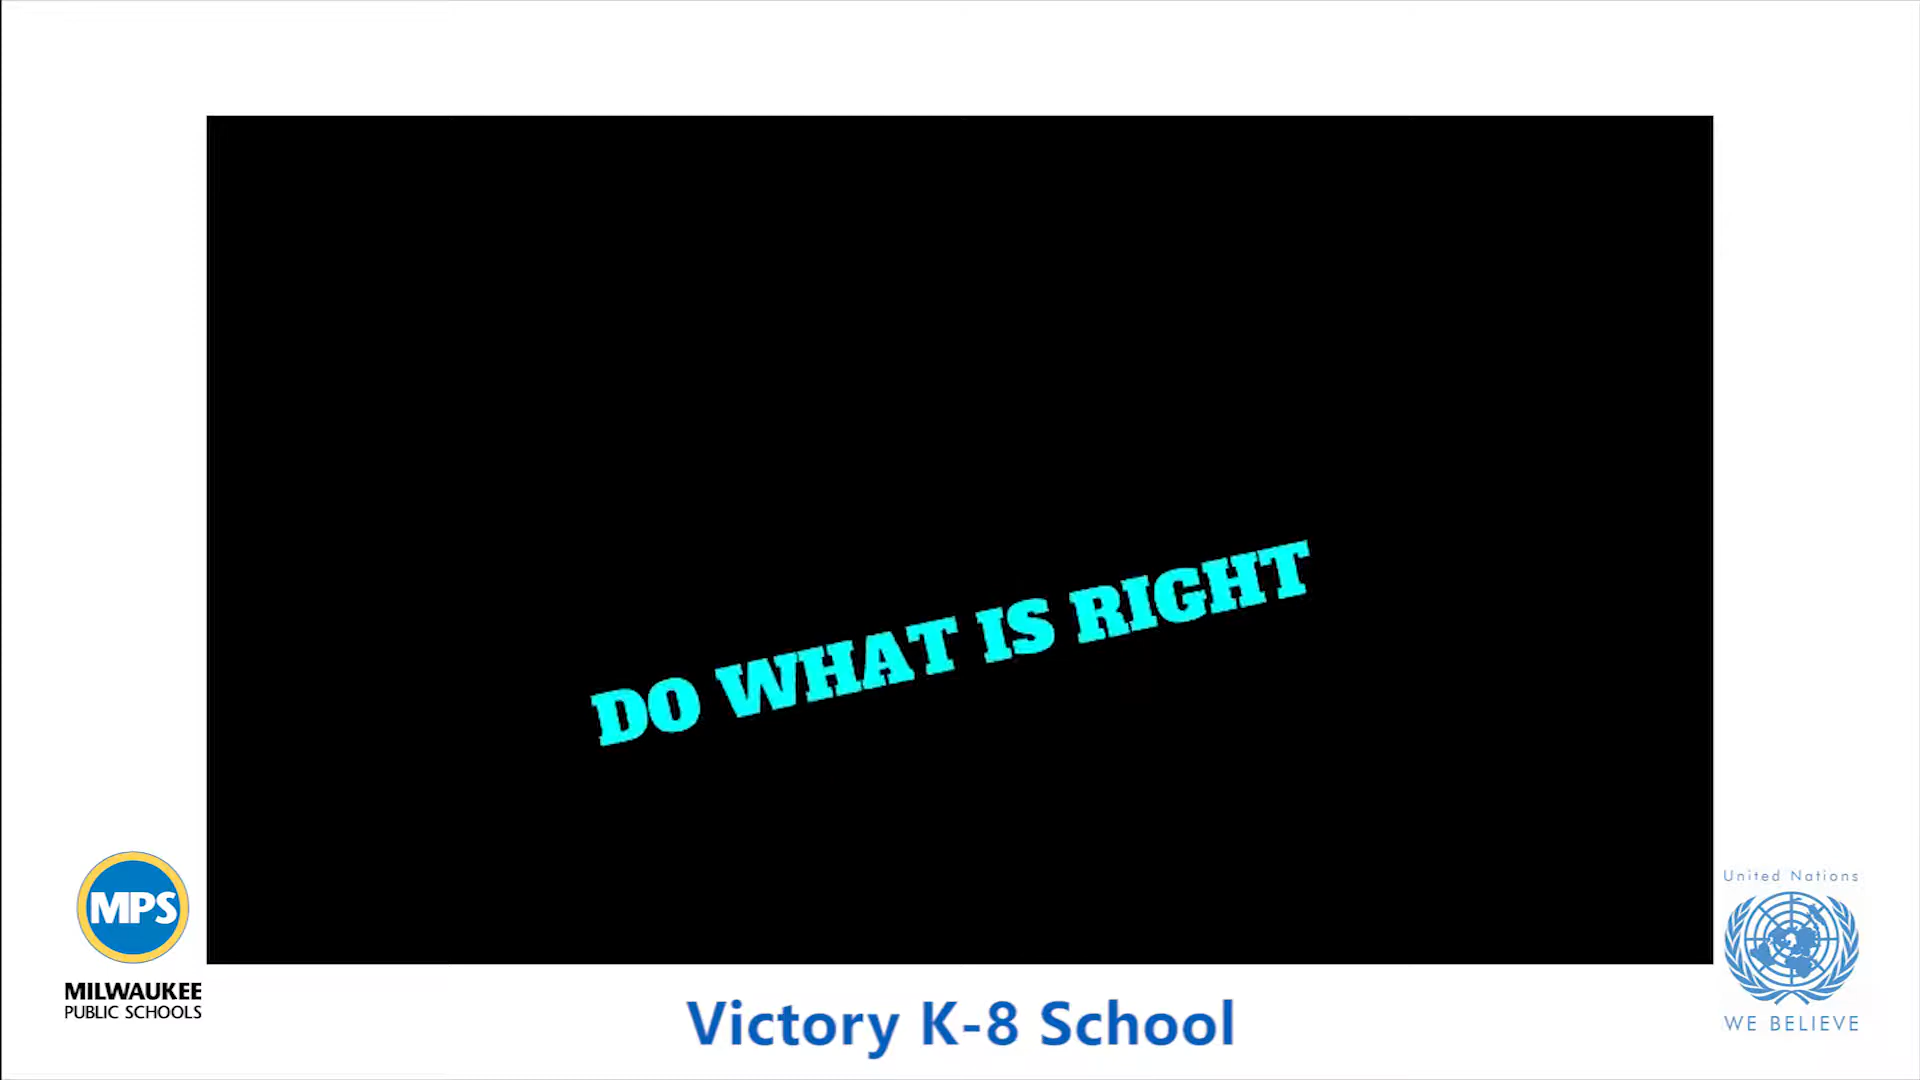 DO WHAT IS RIGHT
MPS
MILWAUKEE
PUBLIC SCHOOLS
Victory K-8 School
United Nations
WE BELIEVE